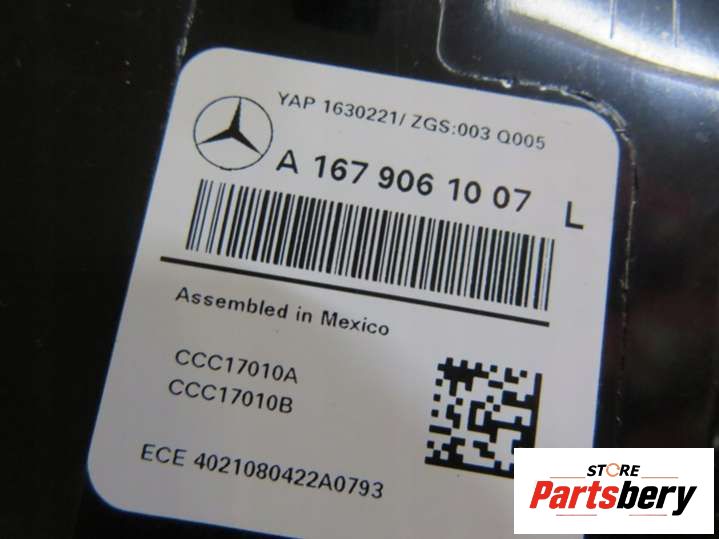 YAP 1630221/ ZGS:003 Q005
A 167 906 10 07 L
Assembled in Mexico
CCC17010A
CCC17010B
ECE 4021080422A0793
STORE
Partsbery